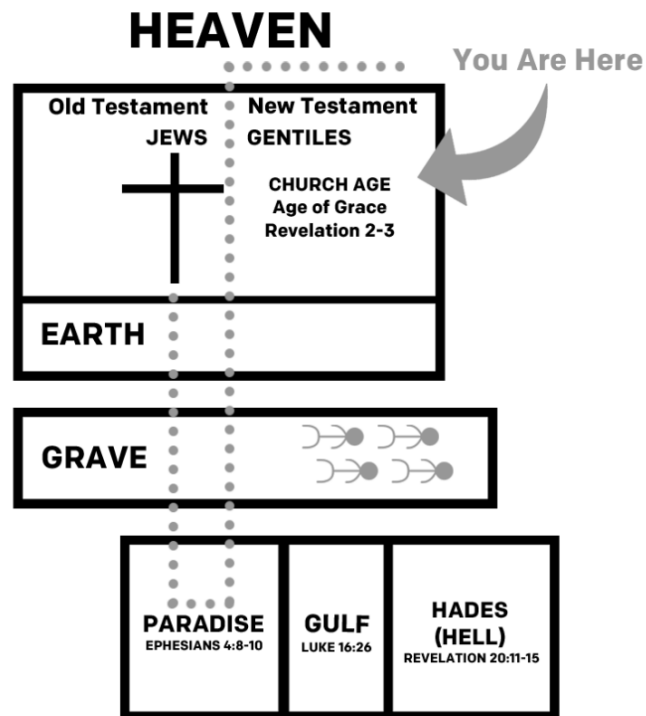 HEAVEN
You Are Here
Old Testament
New Testament
JEWS
GENTILES
CHURCH AGE
Age of Grace
Revelation 2-3
EARTH
GRAVE
PARADISE
EPHESIANS 4:8-10
GULF
LUKE 16:26
HADES
(HELL)
REVELATION 20:11-15